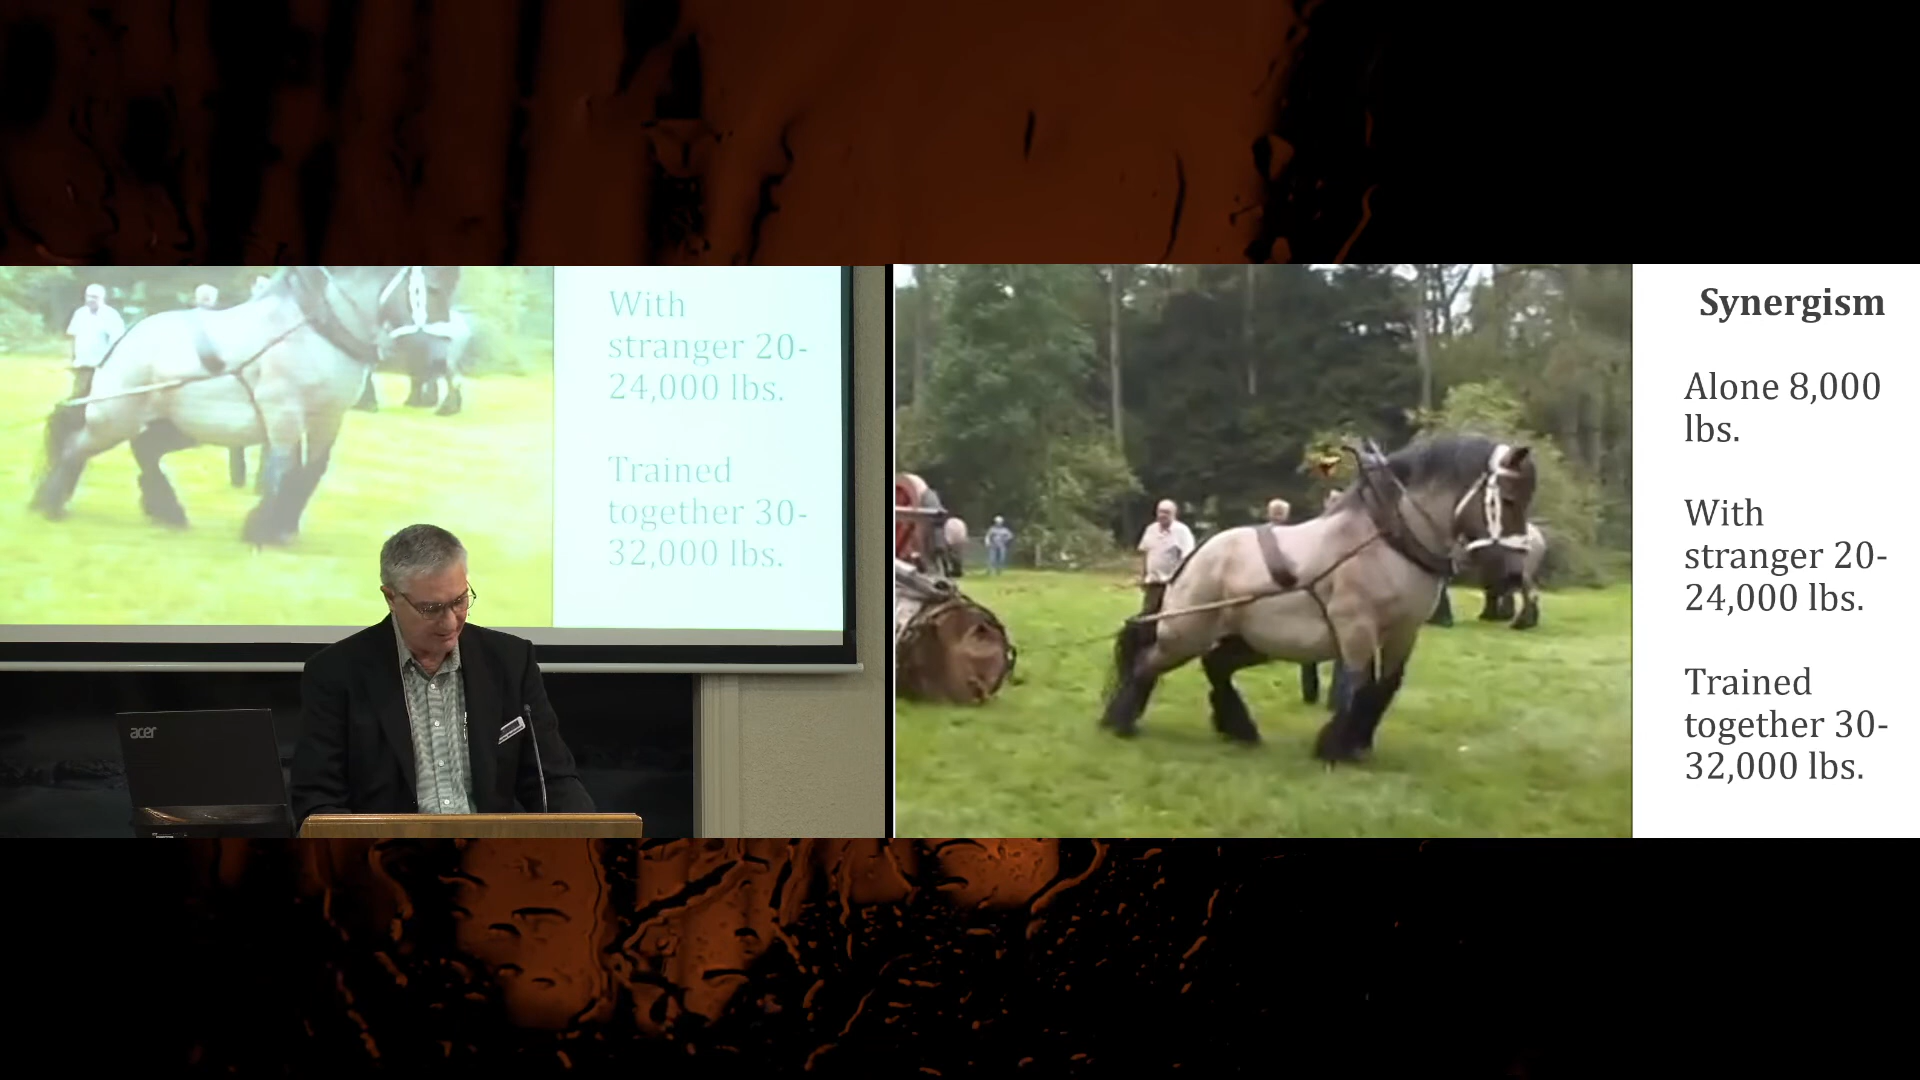 With
stranger 20-
24,000 lbs.
Trained
together 30-
32,000 lbs.
acer
Synergism
Alone 8,000
lbs.
With
stranger 20-
24,000 lbs.
Trained
together 30-
32,000 lbs.